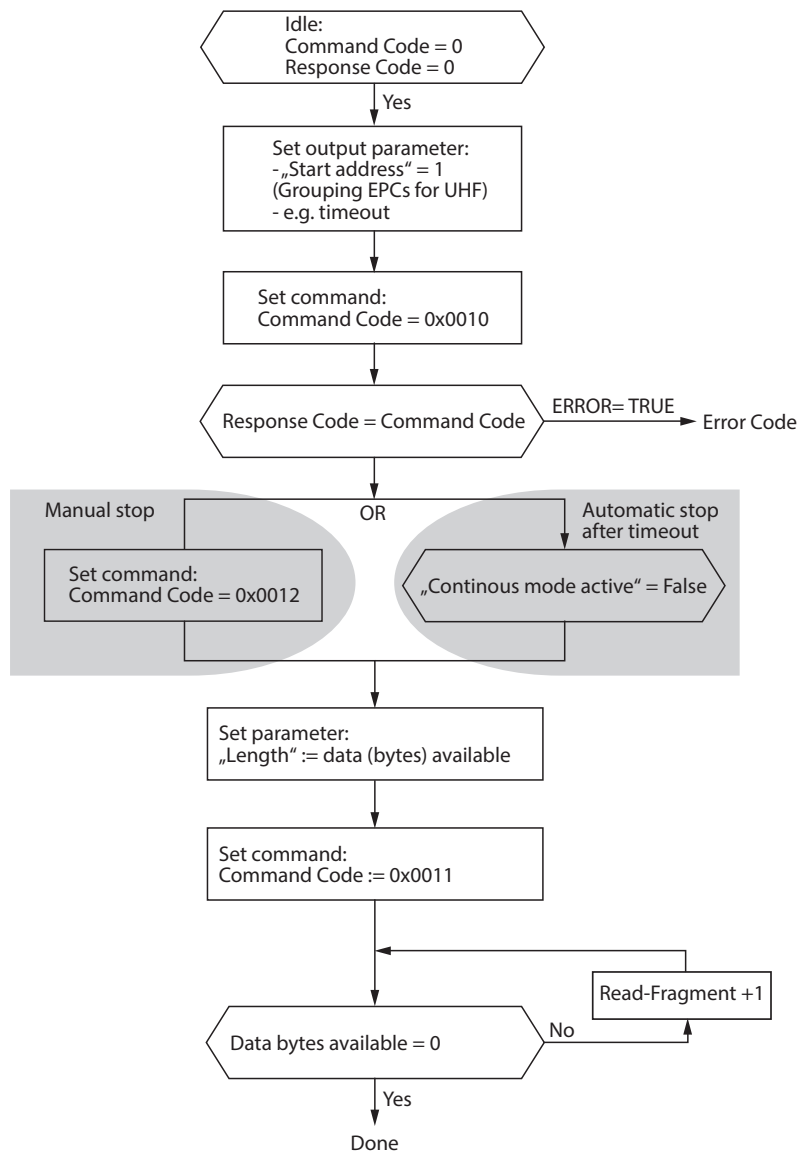 Idle:
Command Code = 0
Response Code = 0
Yes
Set output parameter:
-„Start address“ = 1
(Grouping EPCs for UHF)
- e.g. timeout
Set command:
Command Code = 0x0010
Response Code = Command Code
ERROR= TRUE
Error Code
OR
Manual stop
Set command:
Command Code = 0x0012
Automatic stop
after timeout
„Continous mode active“ = False
Set parameter:
„Length“ := data (bytes) available
Set command:
Command Code := 0x0011
Read-Fragment +1
Data bytes available = 0
No
Yes
Done